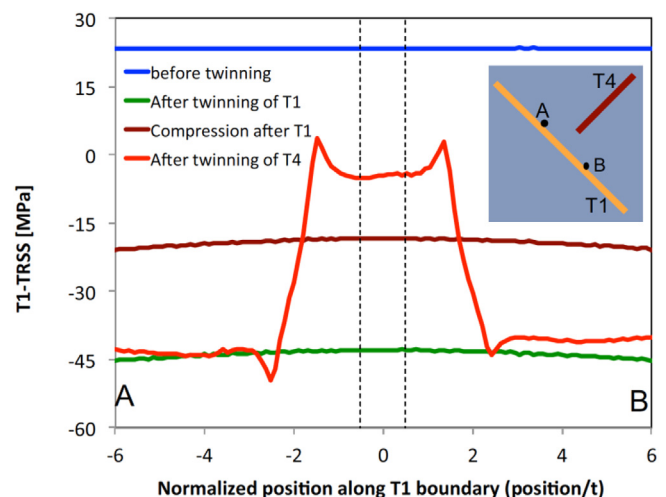 30
15
0
-15
-30
-45
-60
T1-TRSS [MPa]
before twinning
After twinning of T1
Compression after T1
After twinning of T4
T4
A
B
T1
A
B
-6
-4
-2
0
2
4
6
Normalized position along T1 boundary (position/t)